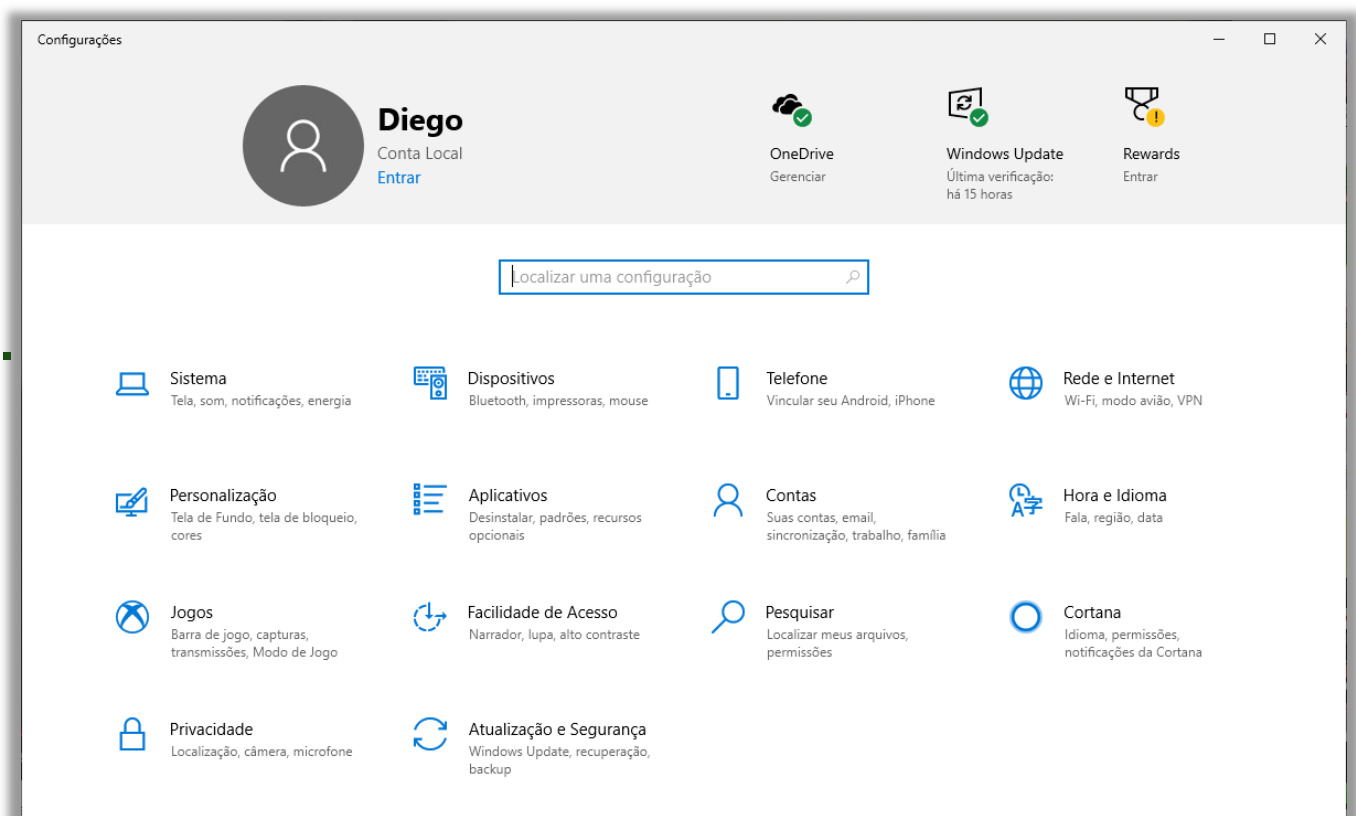 Configurações
Diego
Conta Local
Entrar
OneDrive
Gerenciar
Windows Update
Última verificação:
há 15 horas
Rewards
Entrar
Localizar uma configuração
Sistema
Tela, som, notificações, energia
Dispositivos
Bluetooth, impressoras, mouse
Telefone
Vincular seu Android, iPhone
Rede e Internet
Wi-Fi, modo avião, VPN
Personalização
Tela de Fundo, tela de bloqueio,
cores
Aplicativos
Desinstalar, padrões, recursos
opcionais
Contas
Suas contas, email,
sincronização, trabalho, família
Hora e Idioma
Fala, região, data
Jogos
Barra de jogo, capturas,
transmissões, Modo de Jogo
Facilidade de Acesso
Narrador, lupa, alto contraste
Pesquisar
Localizar meus arquivos,
permissões
Cortana
Idioma, permissões,
notificações da Cortana
Privacidade
Localização, câmera, microfone
Atualização e Segurança
Windows Update, recuperação,
backup